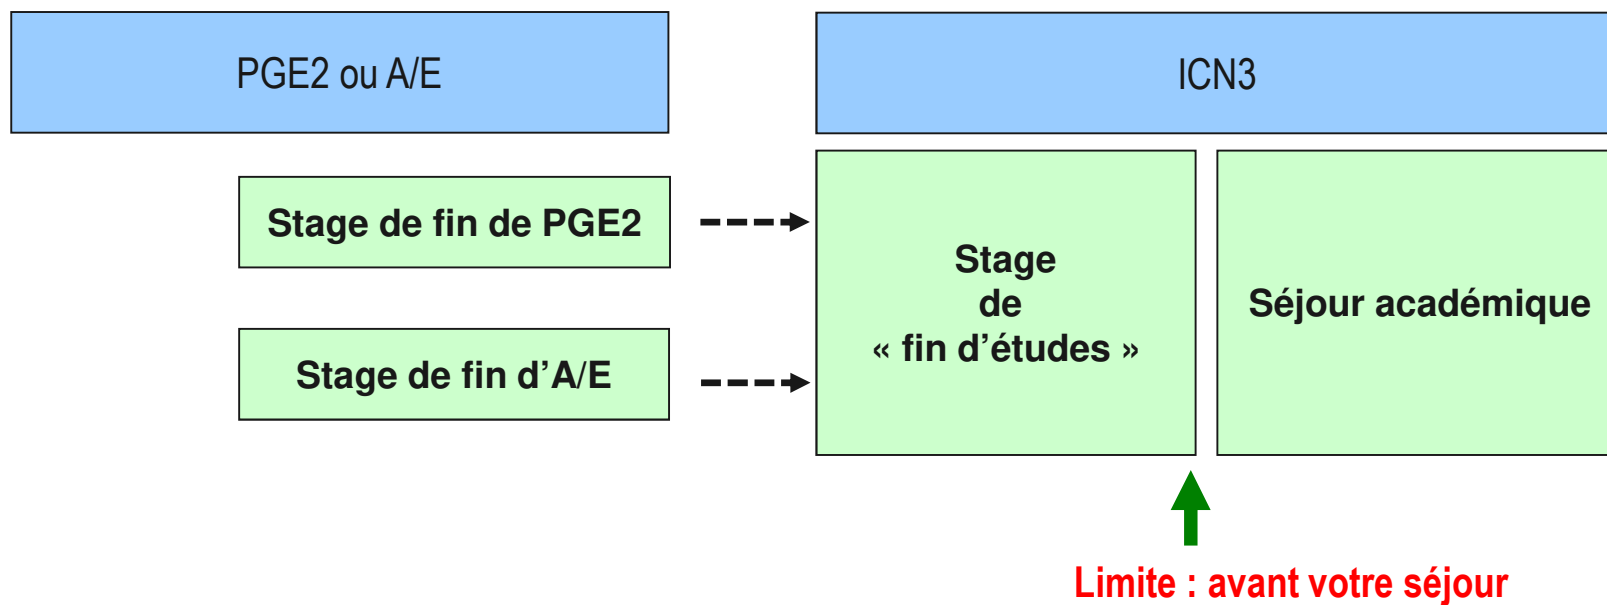 PGE2 ou A/E
ICN3
Stage de fin de PGE2
Stage de fin d’A/E
Stage
de
« fin d’études »
Séjour académique
Limite : avant votre séjour